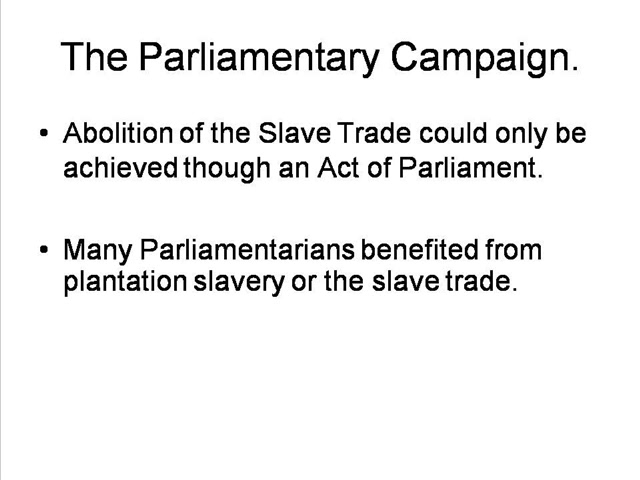 The Parliamentary Campaign.
• Abolition of the Slave Trade could only be
achieved though an Act of Parliament.
• Many Parliamentarians benefited from
plantation slavery or the slave trade.